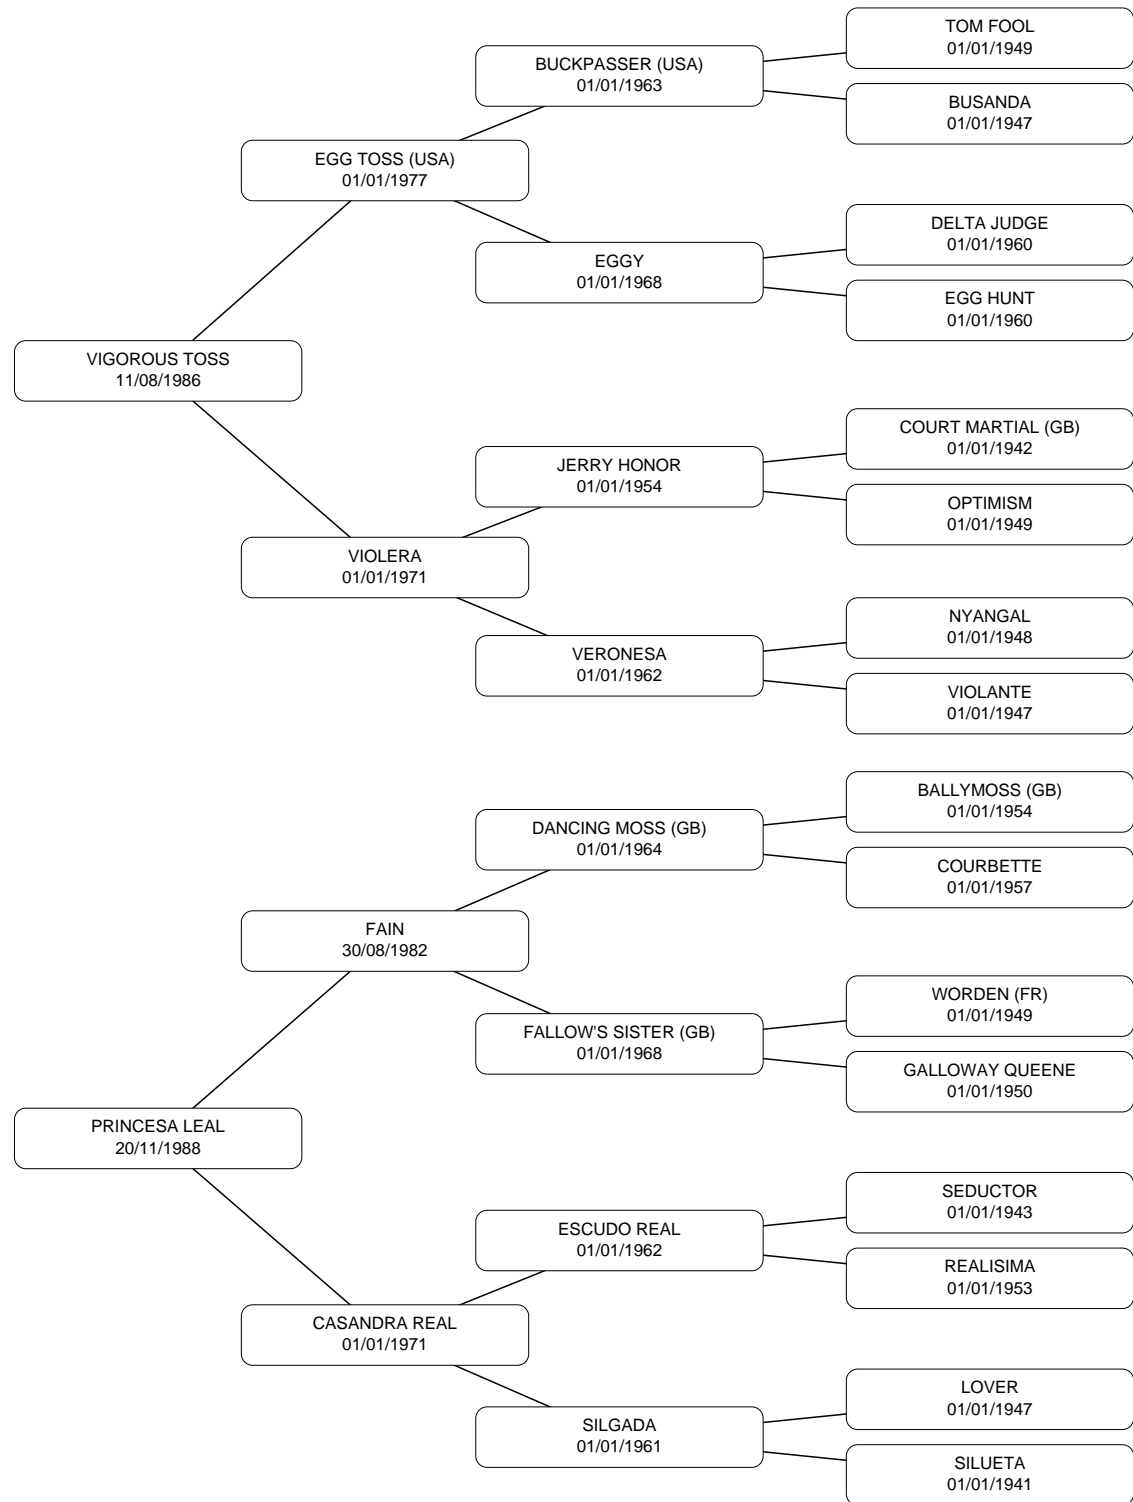 TOM FOOL
01/01/1949
BUCKPASSER (USA)
01/01/1963
BUSANDA
01/01/1947
EGG TOSS (USA)
01/01/1977
DELTA JUDGE
01/01/1960
EGGY
01/01/1968
EGG HUNT
01/01/1960
VIGOROUS TOSS
11/08/1986
COURT MARTIAL (GB)
01/01/1942
JERRY HONOR
01/01/1954
OPTIMISM
01/01/1949
VIOLERA
01/01/1971
NYANGAL
01/01/1948
VERONESA
01/01/1962
VIOLANTE
01/01/1947
BALLYMOSS (GB)
01/01/1954
DANCING MOSS (GB)
01/01/1964
COURBETTE
01/01/1957
FAIN
30/08/1982
WORDEN (FR)
01/01/1949
FALLOW'S SISTER (GB)
01/01/1968
GALLOWAY QUEENE
01/01/1950
PRINCESA LEAL
20/11/1988
SEDUCTOR
01/01/1943
ESCUDO REAL
01/01/1962
REALISIMA
01/01/1953
CASANDRA REAL
01/01/1971
LOVER
01/01/1947
SILGADA
01/01/1961
SILUETA
01/01/1941